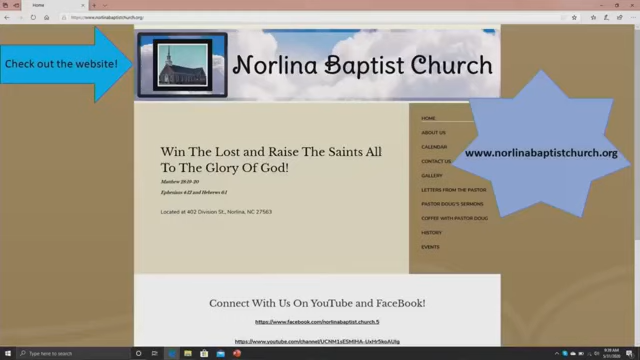 Home
https://www.norlinabaptistchurch.org/
Check out the website!
Norlina Baptist Church
www.norlinabaptistchurch.org
HOME
ABOUT US
CALENDAR
CONTACT US
GALLERY
LETTERS FROM THE PASTOR
PASTOR DOUG'S SERMONS
COFFEE WITH PASTOR DOUG
HISTORY
EVENTS
Win The Lost and Raise The Saints All
To The Glory Of God!
Matthew 28:19-20
Ephesians 4:12 and Hebrews 6:1
Located at 402 Division St., Norlina, NC 27563
Connect With Us On YouTube and FaceBook!
https://www.facebook.com/norlinabaptist.church.5
Type here to search